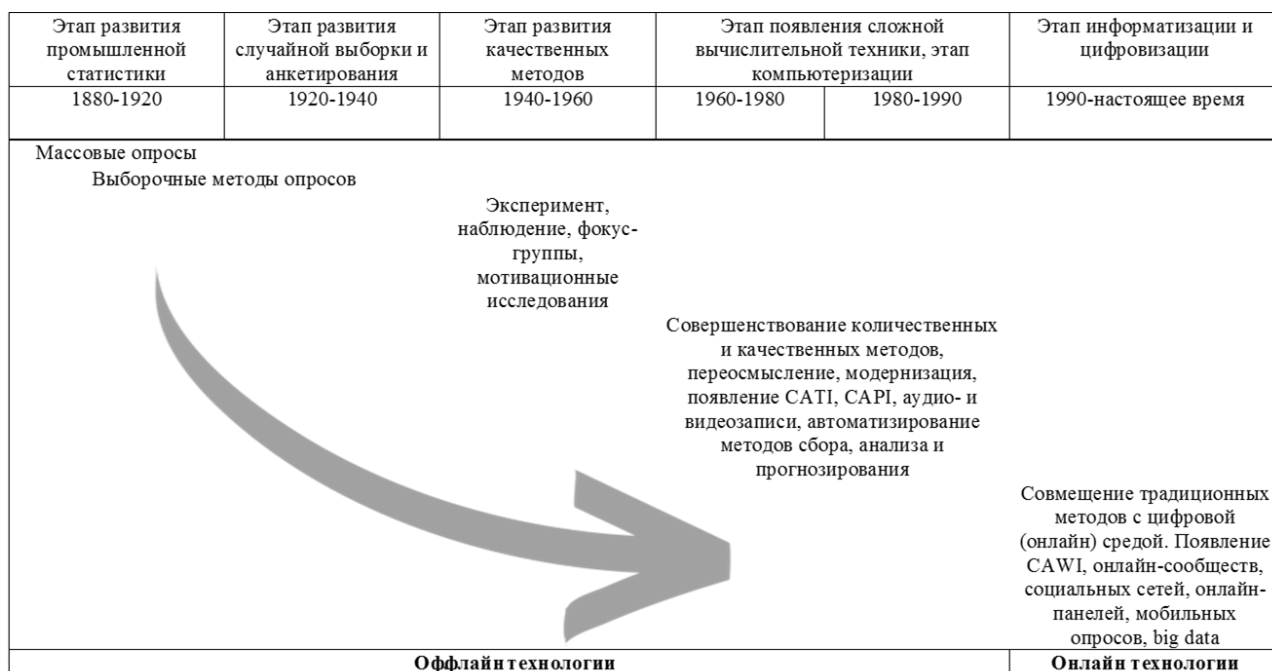 Этап развития
промышленной
статистики
Этап развития
случайной выборки и
анкетирования
Этап развития
качественных
методов
Этап появления сложной
вычислительной техники, этап
компьютеризации
Этап информатизации и
цифровизации
1880-1920
1920-1940
1940-1960
1960-1980
1980-1990
1990-настоящее время
Массовые опросы
Выборочные методы опросов
Эксперимент,
наблюдение, фокус-
группы,
мотивационные
исследования
Совершенствование количественных
и качественных методов,
переосмысление, модернизация,
появление CATI, CAPI, аудио- и
видеозаписи, автоматизирование
методов сбора, анализа и
прогнозирования
Совмещение традиционных
методов с цифровой
(онлайн) средой. Появление
CAWI, онлайн-сообществ,
социальных сетей, онлайн-
панелей, мобильных
опросов, big data
Оффлайн технологии
Онлайн технологии